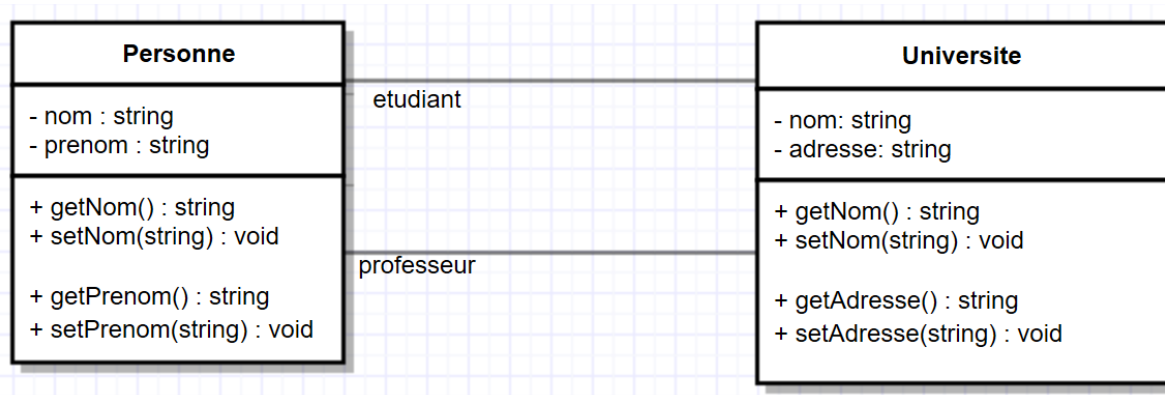 Personne
- nom : string
- prenom : string
+ getNom() : string
+ setNom(string) : void
+ getPrenom() : string
+ setPrenom(string) : void
etudiant
professeur
Universite
- nom: string
- adresse: string
+ getNom() : string
+ setNom(string) : void
+ getAdresse() : string
+ setAdresse(string) : void